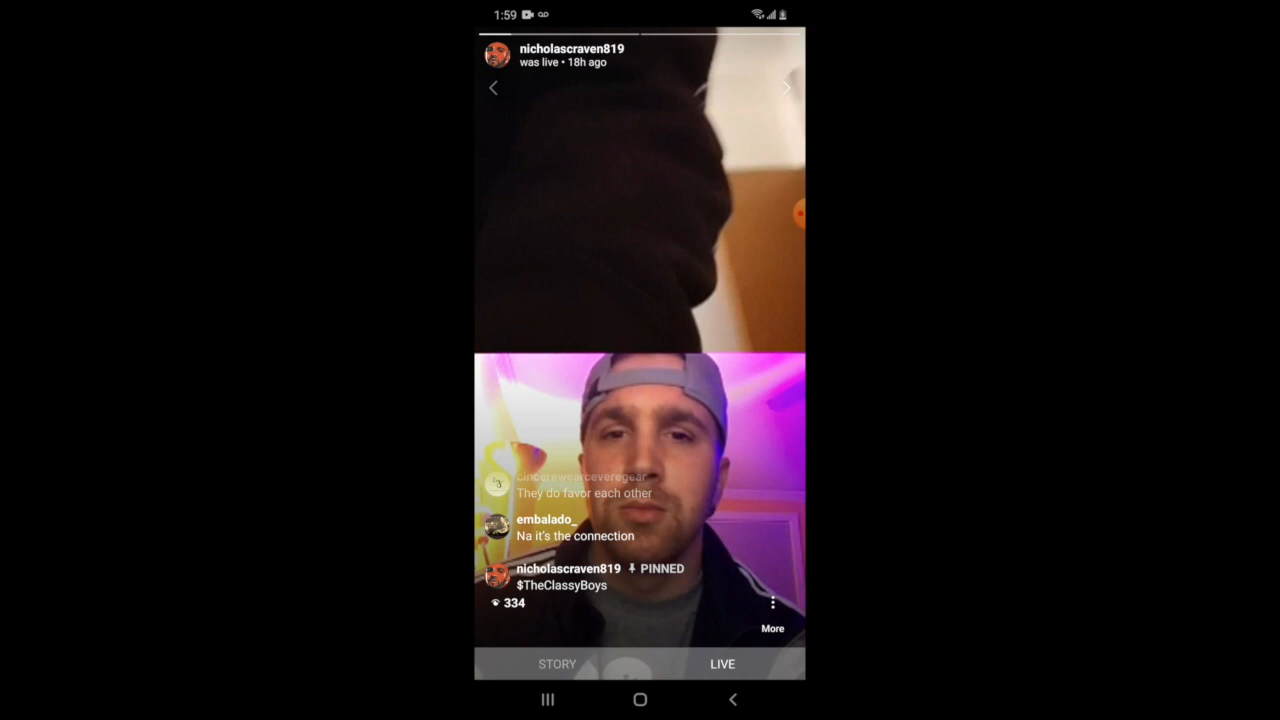 1:59
nicholascraven819
was live • 18h ago
cincerewearceveregear
They do favor each other
embalado_
Na it's the connection
nicholascraven819 PINNED
$TheClassyBoys
334
More
STORY LIVE